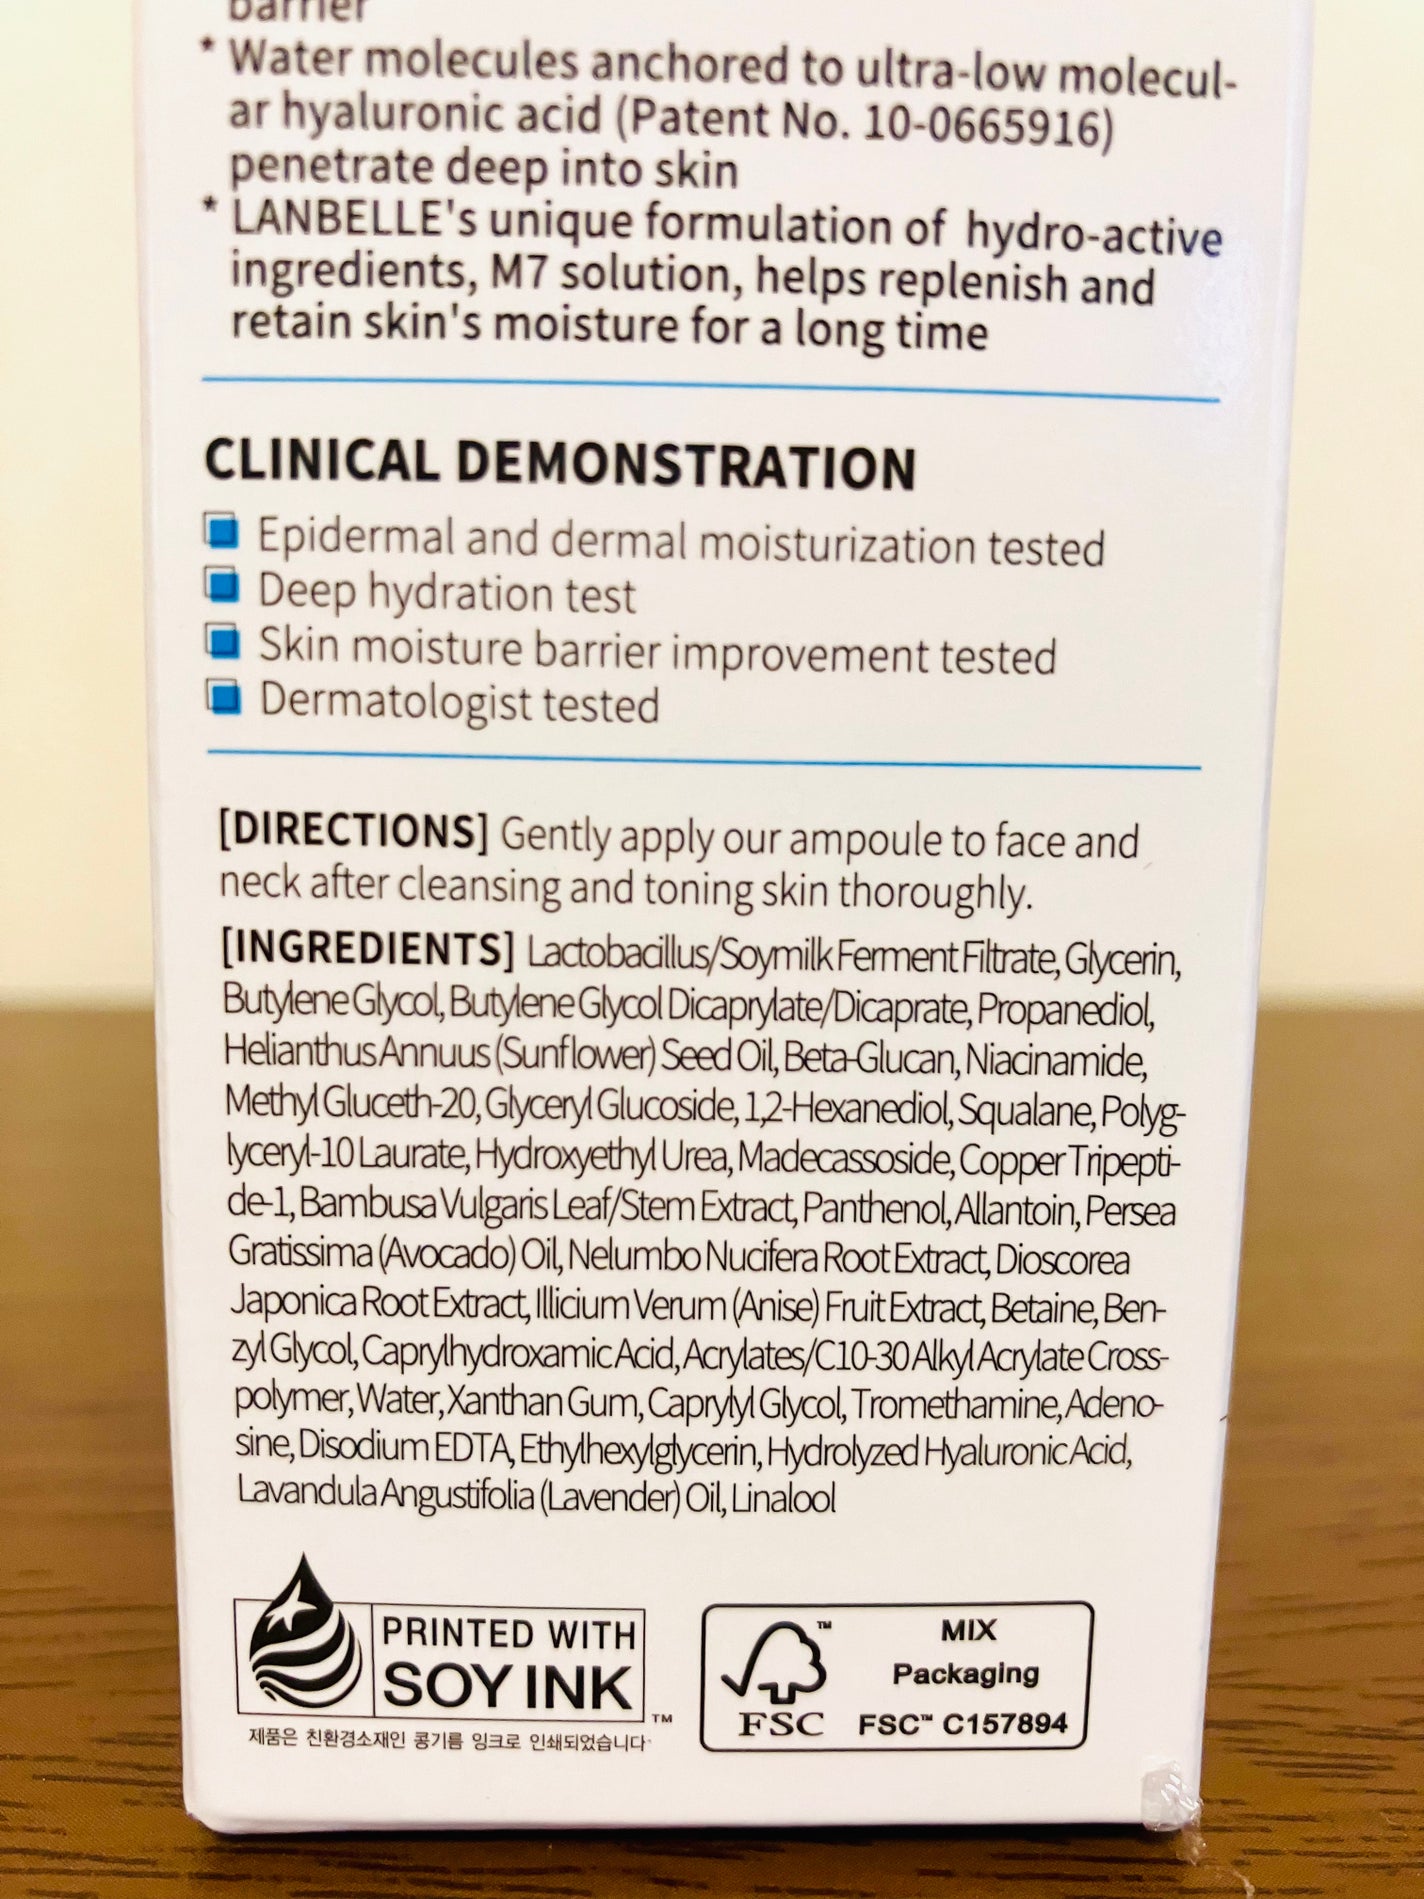 barrier
* Water molecules anchored to ultra-low molecul-
ar hyaluronic acid (Patent No. 10-0665916)
penetrate deep into skin
* LANBELLE's unique formulation of hydro-active
ingredients, M7 solution, helps replenish and
retain skin's moisture for a long time
CLINICAL DEMONSTRATION
Epidermal and dermal moisturization tested
Deep hydration test
Skin moisture barrier improvement tested
Dermatologist tested
[DIRECTIONS] Gently apply our ampoule to face and
neck after cleansing and toning skin thoroughly.
[INGREDIENTS] Lactobacillus/Soymilk Ferment Filtrate, Glycerin,
Butylene Glycol, Butylene Glycol Dicaprylate/Dicaprate, Propanediol,
Helianthus Annuus (Sunflower) Seed Oil, Beta-Glucan, Niacinamide,
Methyl Gluceth-20, Glyceryl Glucoside, 1,2-Hexanediol, Squalane, Polyg-
lyceryl-10 Laurate, Hydroxyethyl Urea, Madecassoside, Copper Tripepti-
de-1, Bambusa Vulgaris Leaf/Stem Extract, Panthenol, Allantoin, Persea
Gratissima (Avocado) Oil, Nelumbo Nucifera Root Extract, Dioscorea
Japonica Root Extract, Illicium Verum (Anise) Fruit Extract, Betaine, Ben-
zyl Glycol, Caprylhydroxamic Acid, Acrylates/C10-30 Alkyl Acrylate Cross-
polymer, Water, Xanthan Gum, Caprylyl Glycol, Tromethamine, Adeno-
sine, Disodium EDTA, Ethylhexylglycerin, Hydrolyzed Hyaluronic Acid,
Lavandula Angustifolia (Lavender) Oil, Linalool
PRINTED WITH
SOY INK™
제품은 친환경소재인 콩기름 잉크로 인쇄되었습니다
™
FSC
MIX
Packaging
FSC™ C157894